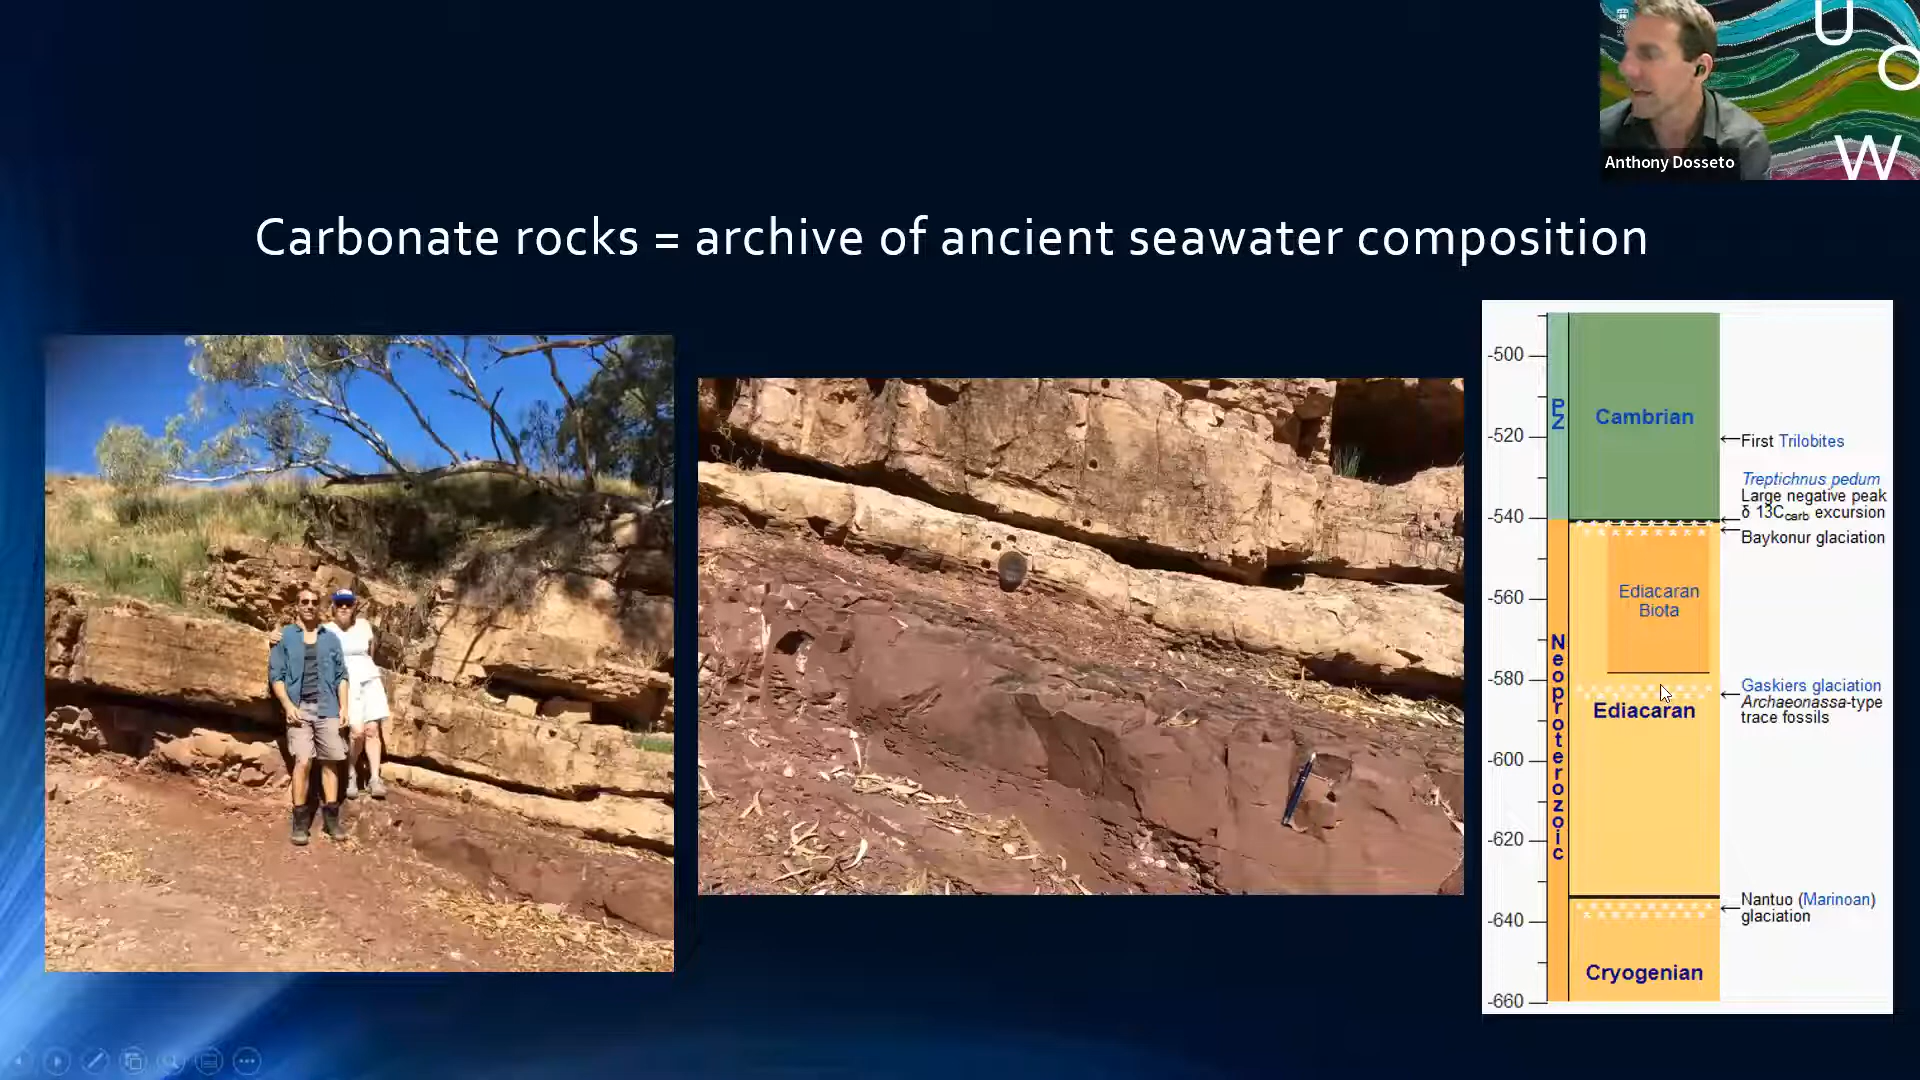 U
O
W
Anthony Dosseto
Carbonate rocks = archive of ancient seawater composition
-500
-520
-540
-560
-580
-600
-620
-640
-660
PZ
Neoproterozoic
Cambrian
Ediacaran
Biota
Ediacaran
Cryogenian
First Trilobites
Treptichnus pedum
Large negative peak
δ 13Ccarb excursion
Baykonur glaciation
Gaskiers glaciation
Archaeonassa-type
trace fossils
Nantuo (Marinoan)
glaciation